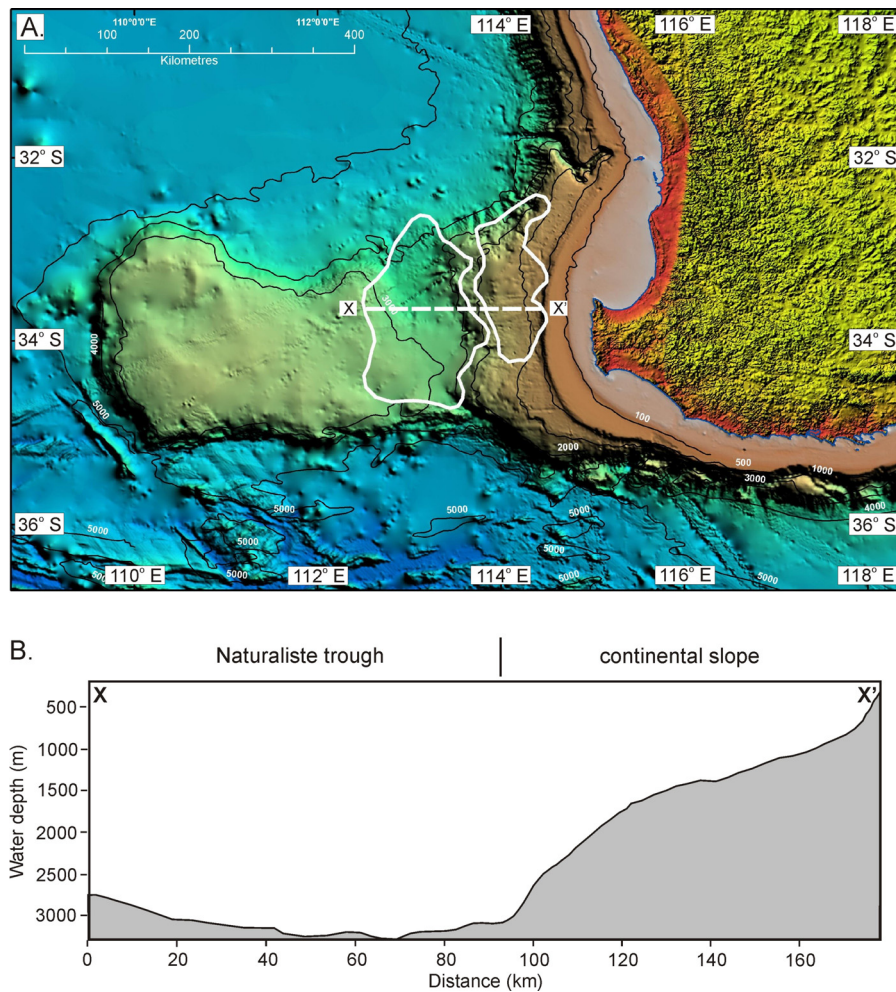 A.
110°0'0"E 112°0'0"E 114° E 116° E 118° E
0 100 200 400
Kilometres
32° S 32° S
3000
X X'
34° S 34° S
4000
5000
100
500
1000
2000
3000
4000
5000
5000
36° S 36° S
5000
5000
5000
5000
5000
5000
110° E 112° E 114° E 116° E 118° E
B.
Naturaliste trough continental slope
X X'
500
1000
1500
2000
2500
3000
Water depth (m)
0 20 40 60 80 100 120 140 160
Distance (km)